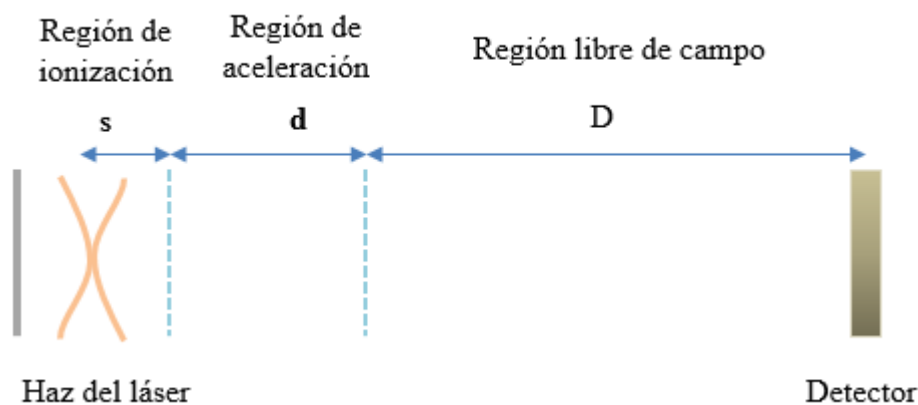 Región de
ionización
Región de
aceleración
Región libre de campo
s
d
D
Haz del láser
Detector